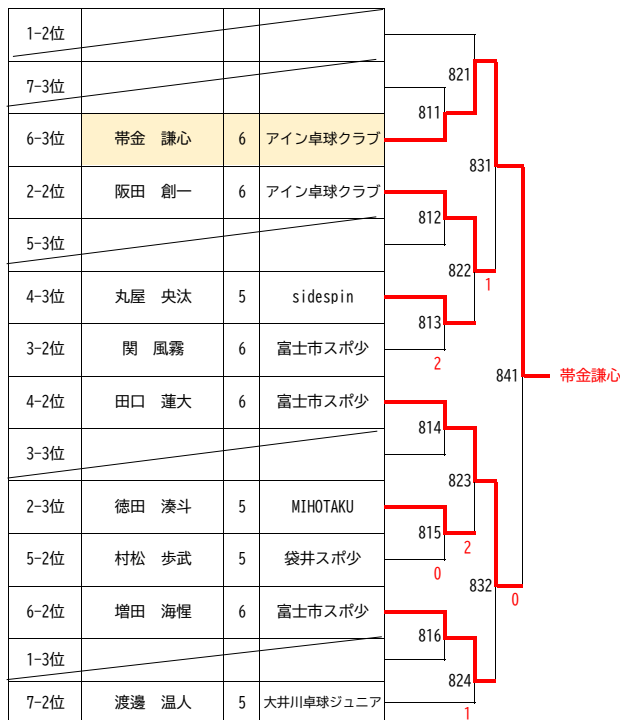 1-2位
821
7-3位
811
6-3位 帯金 謙心 6 アイン卓球クラブ
831
2-2位 阪田 創一 6 アイン卓球クラブ
812
5-3位
822
1
4-3位 丸屋 央汰 5 sidespin
813
3-2位 関 風霧 6 富士市スポ少
2
841 帯金謙心
4-2位 田口 蓮大 6 富士市スポ少
814
3-3位
823
2-3位 徳田 湊斗 5 MIHOTAKU
815
2
5-2位 村松 歩武 5 袋井スポ少
0
832
0
6-2位 増田 海惺 6 富士市スポ少
816
1-3位
824
7-2位 渡邊 温人 5 大井川卓球ジュニア
1